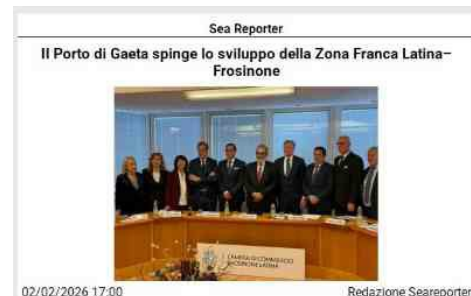 Sea Reporter
Il Porto di Gaeta spinge lo sviluppo della Zona Franca Latina–
Frosinone
CAMERA DI COMMERCIO
FROSINONE LATINA
02/02/2026 17:00
Redazione Seareporter